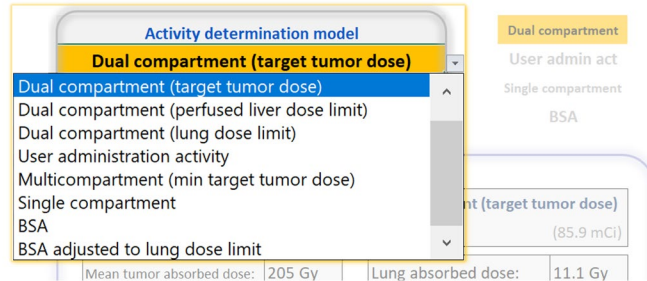 Activity determination model
Dual compartment (target tumor dose)
Dual compartment (target tumor dose)
Dual compartment (perfused liver dose limit)
Dual compartment (lung dose limit)
User administration activity
Multicompartment (min target tumor dose)
Single compartment
BSA
BSA adjusted to lung dose limit
Dual compartment
User admin act
Single compartment
BSA
(target tumor dose)
(85.9 mCi)
Mean tumor absorbed dose: 205 Gy
Lung absorbed dose: 11.1 Gy